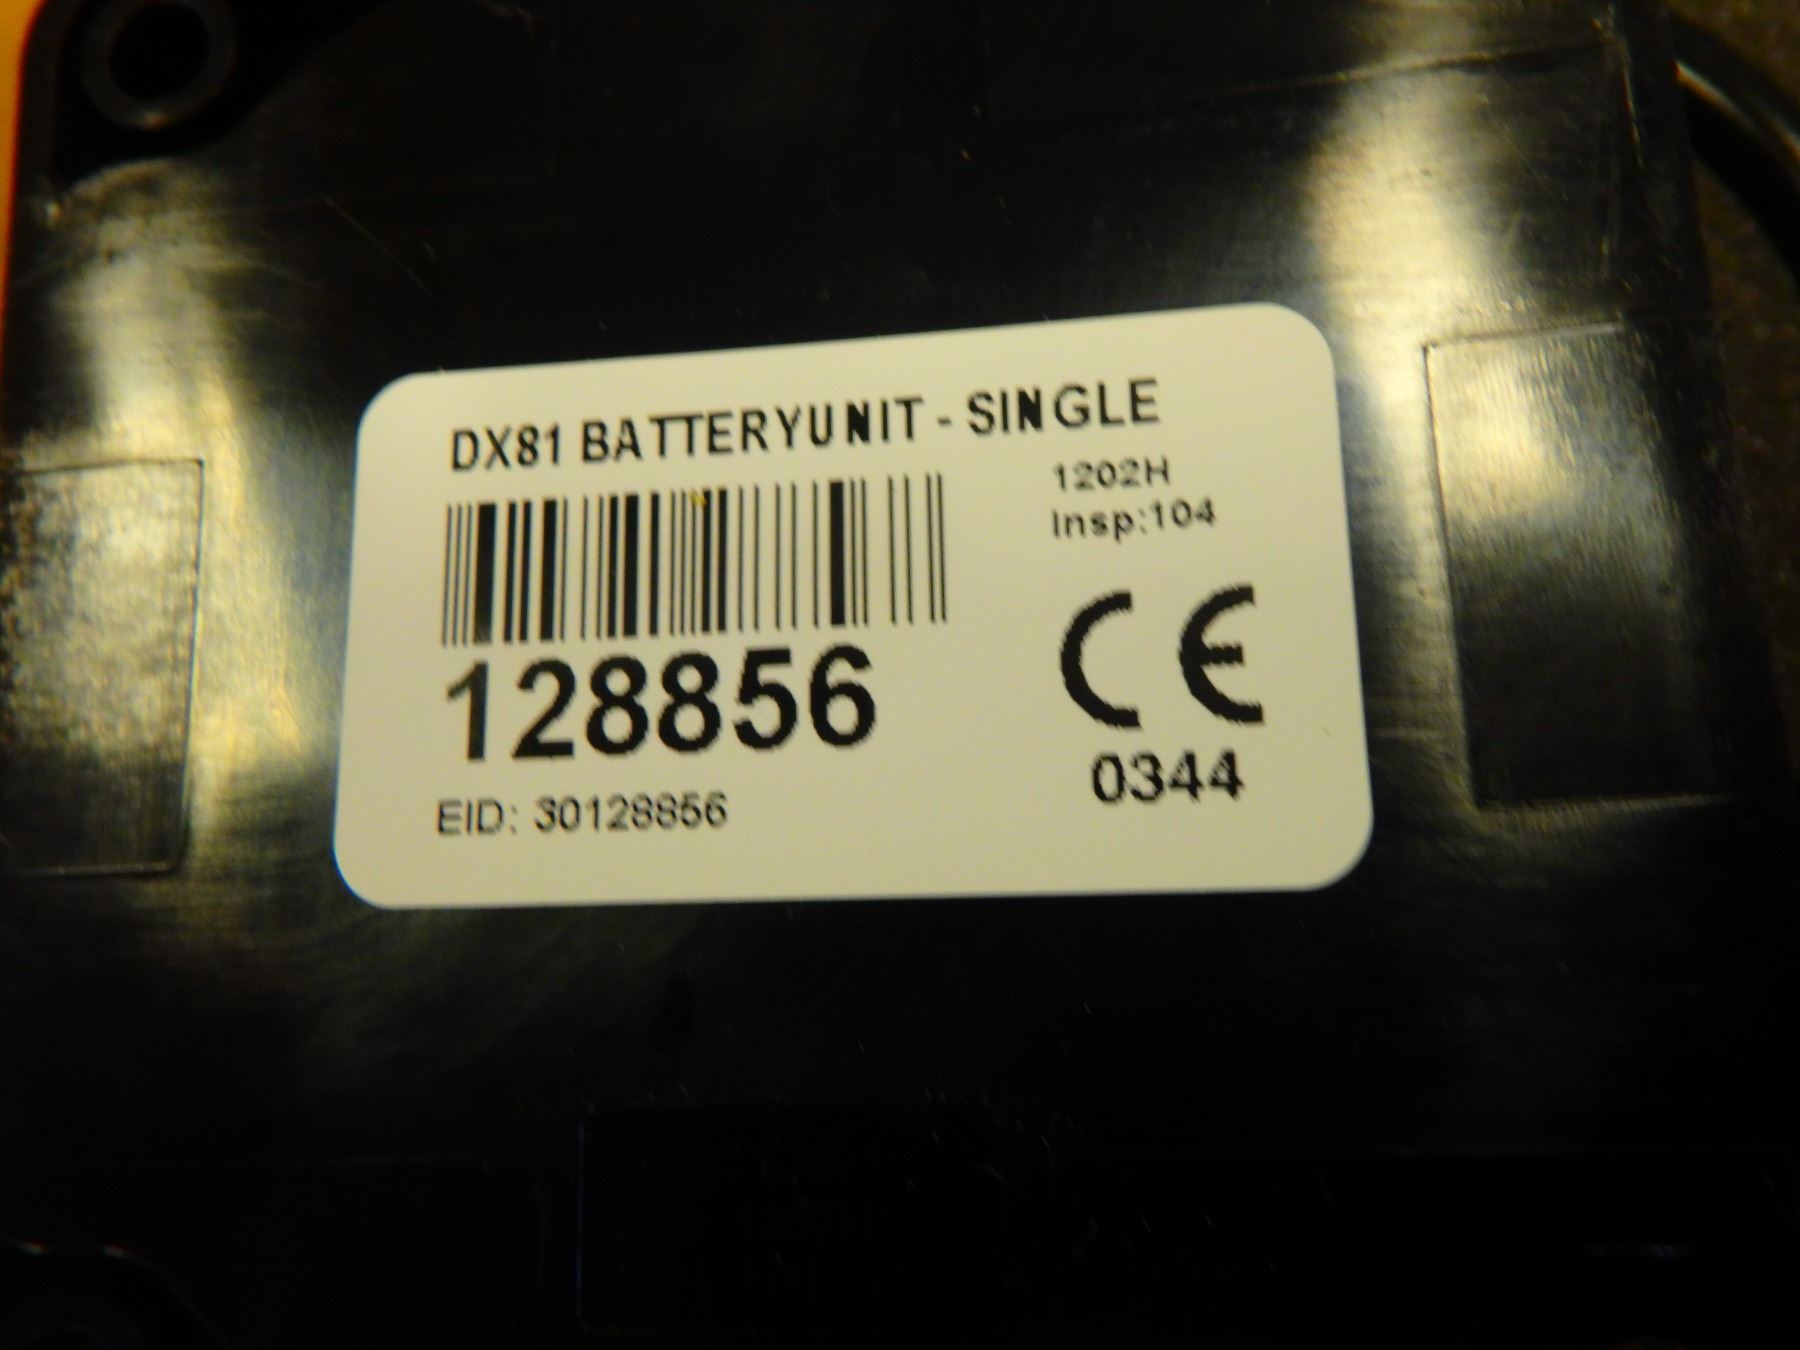 DX81 BATTERYUNIT - SINGLE
1202H
Insp:104
128856
CE
0344
EID: 30128856